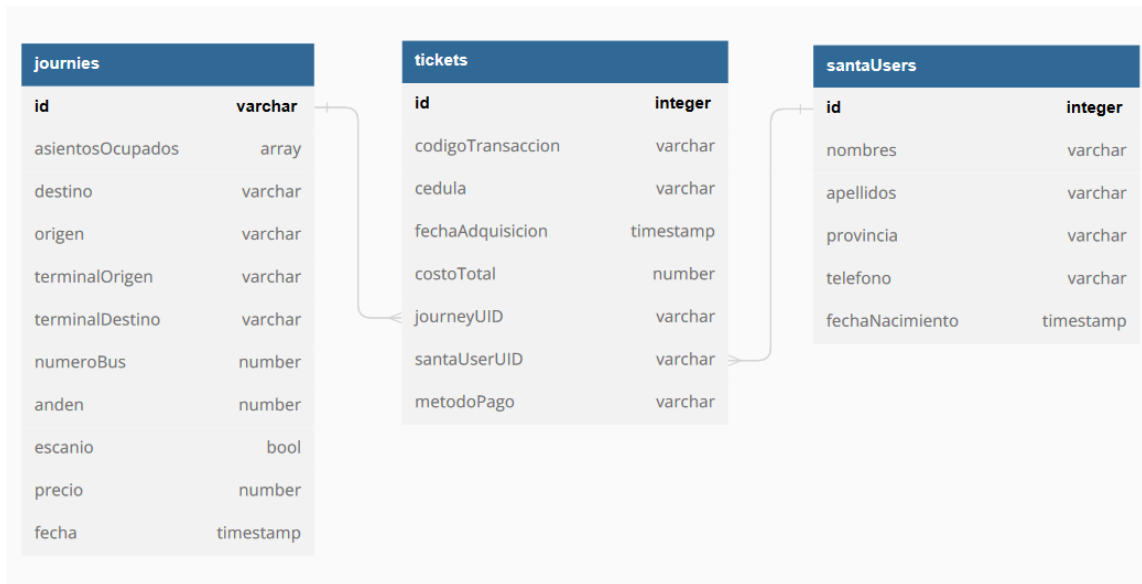 journies
id varchar
asientosOcupados array
destino varchar
origen varchar
terminalOrigen varchar
terminalDestino varchar
numeroBus number
anden number
escanio bool
precio number
fecha timestamp
tickets
id integer
codigoTransaccion varchar
cedula varchar
fechaAdquisicion timestamp
costoTotal number
journeyUID varchar
santaUserUID varchar
metodoPago varchar
santaUsers
id integer
nombres varchar
apellidos varchar
provincia varchar
telefono varchar
fechaNacimiento timestamp